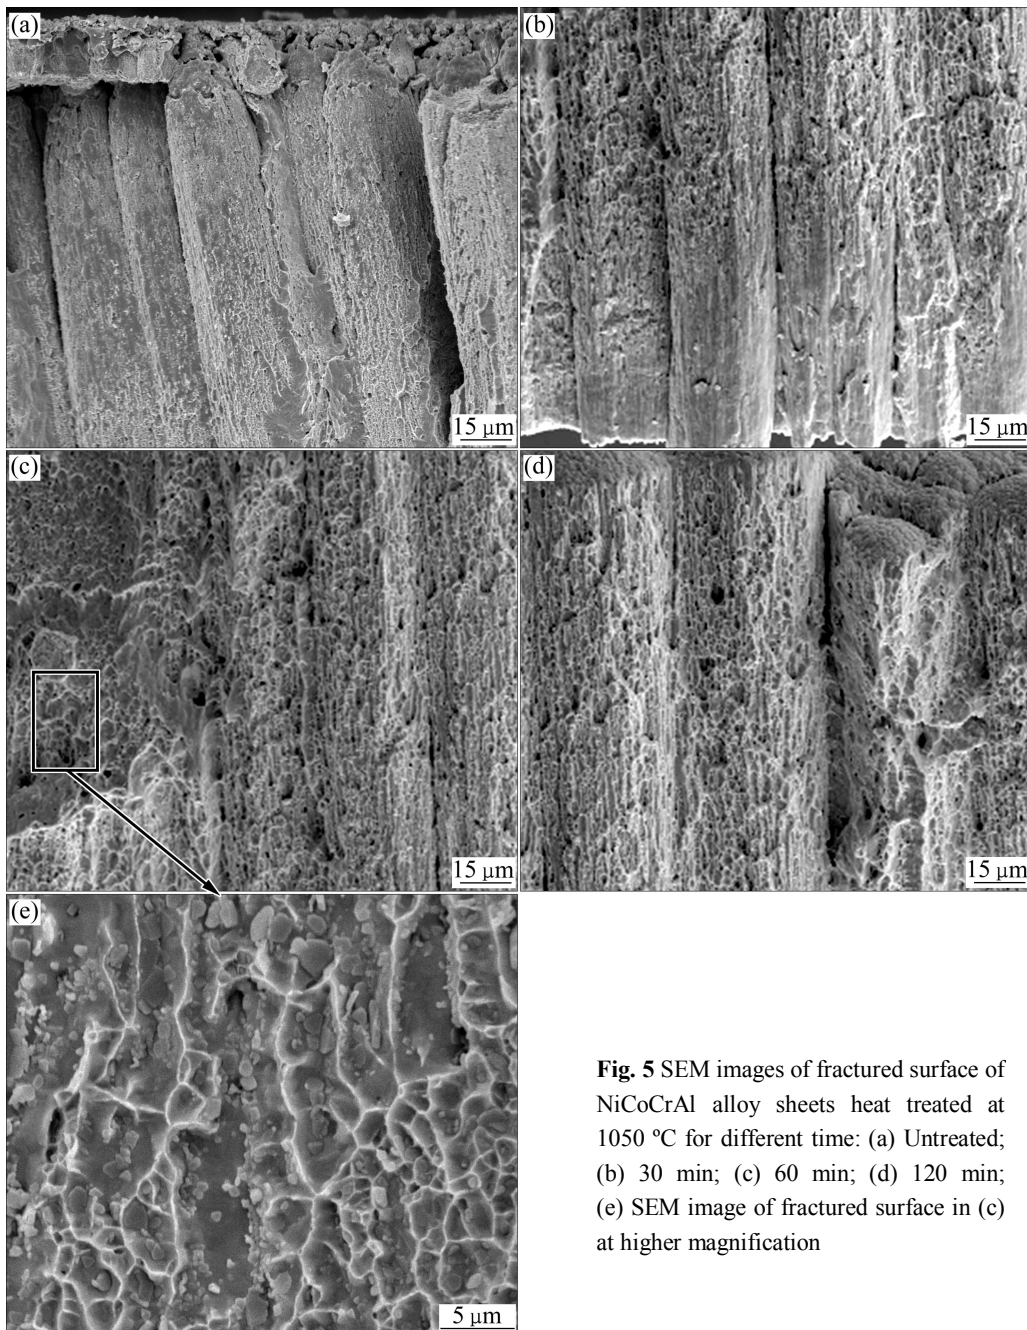 (a)
15 μm
(b)
15 μm
(c)
15 μm
(d)
15 μm
(e)
5 μm
Fig. 5 SEM images of fractured surface of
NiCoCrAl alloy sheets heat treated at
1050 ºC for different time: (a) Untreated;
(b) 30 min; (c) 60 min; (d) 120 min;
(e) SEM image of fractured surface in (c)
at higher magnification